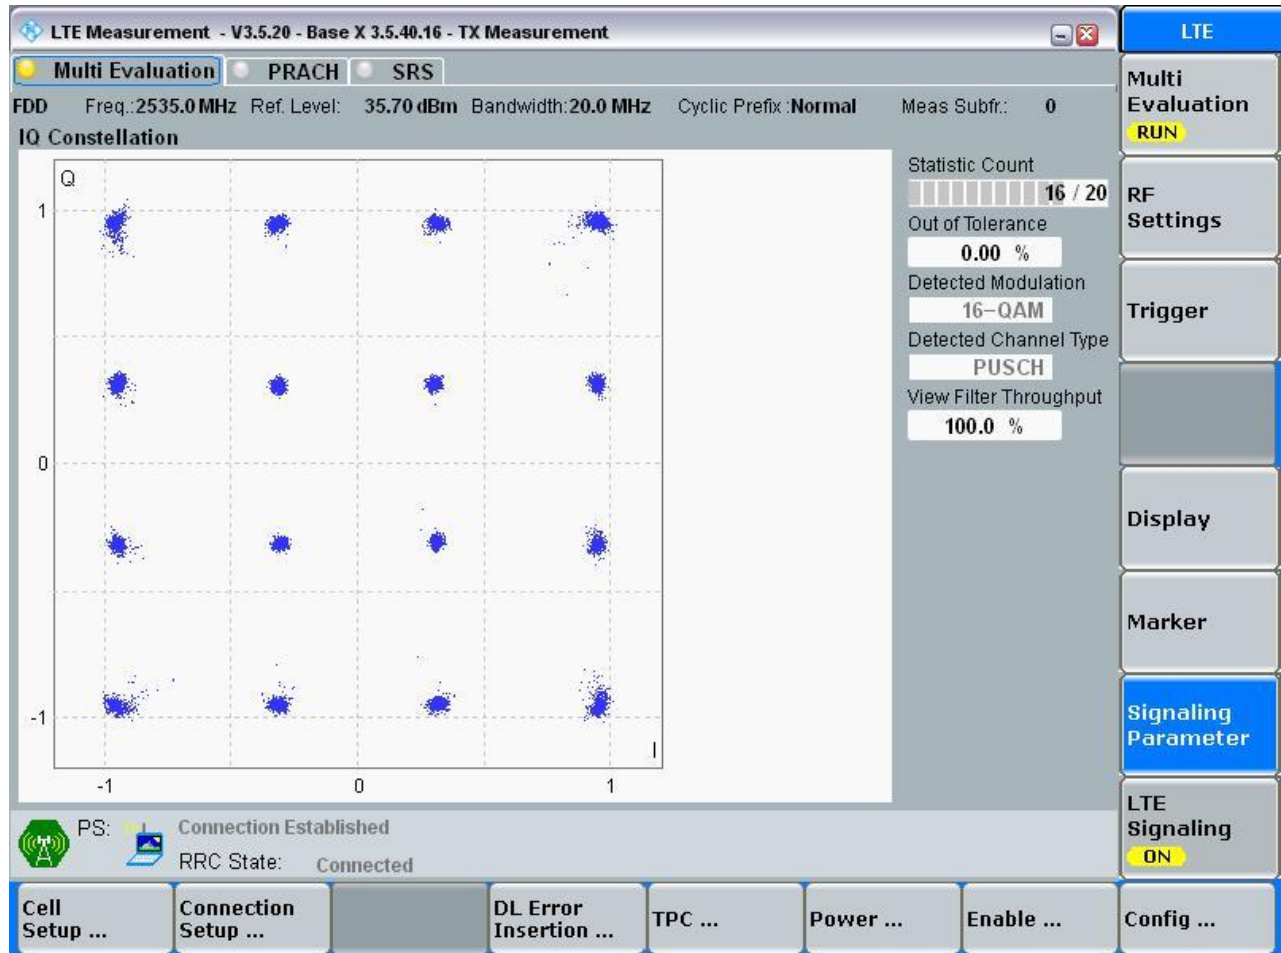 LTE Measurement - V3.5.20 - Base X 3.5.40.16 - TX Measurement
LTE
Multi Evaluation PRACH SRS
FDD Freq.:2535.0 MHz Ref. Level: 35.70 dBm Bandwidth:20.0 MHz Cyclic Prefix :Normal Meas Subfr.: 0
IQ Constellation
Q
1
0
-1
I
-1 0 1
Statistic Count
16 / 20
Out of Tolerance
0.00 %
Detected Modulation
16-QAM
Detected Channel Type
PUSCH
View Filter Throughput
100.0 %
Multi
Evaluation
RUN
RF
Settings
Trigger
Display
Marker
Signaling
Parameter
LTE
Signaling
ON
PS: Connection Established
RRC State: Connected
Cell
Setup ...
Connection
Setup ...
DL Error
Insertion ...
TPC ...
Power ...
Enable ...
Config ...